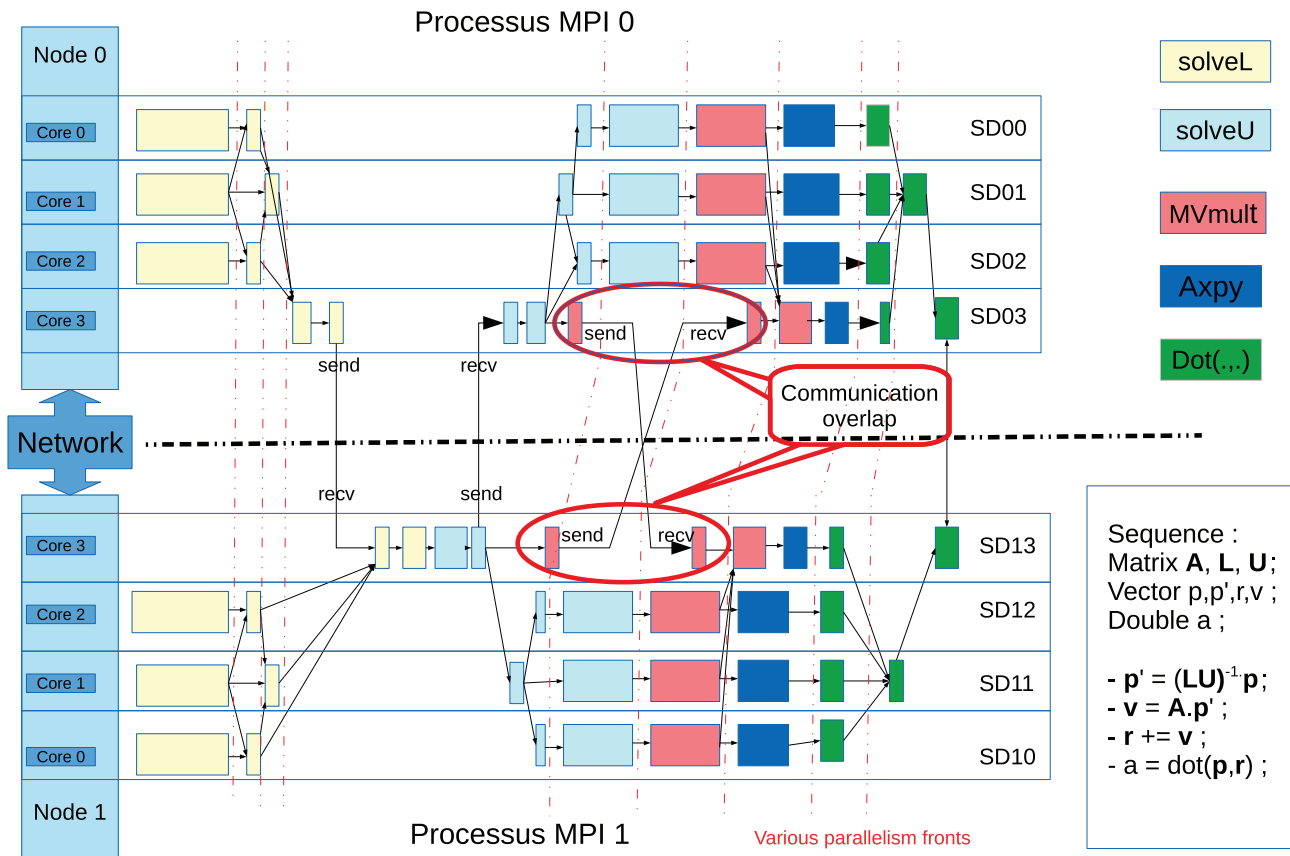 Processus MPI 0
Node 0
solveL
Core 0
SD00
solveU
Core 1
SD01
MVmult
Core 2
SD02
Axpy
Core 3
SD03
send
recv
send
recv
Dot(.,.)
Communication
overlap
Network
recv
send
send
recv
Core 3
SD13
Core 2
SD12
Core 1
SD11
Core 0
SD10
Node 1
Processus MPI 1
Various parallelism fronts
Sequence :
Matrix A, L, U;
Vector p,p',r,v ;
Double a ;
- p' = (LU)-1.p;
- v = A.p' ;
- r += v ;
- a = dot(p,r) ;